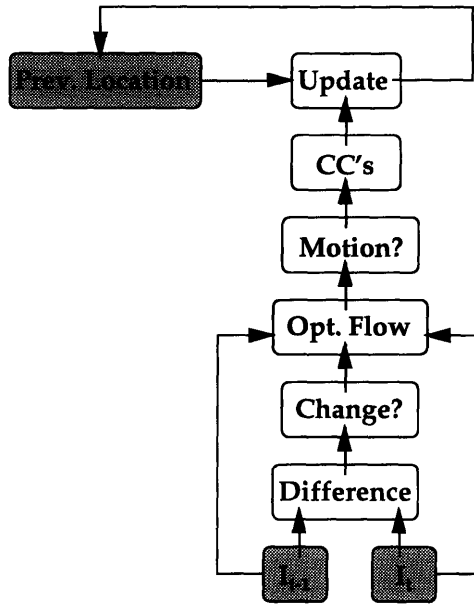 Prev. Location
Update
CC's
Motion?
Opt. Flow
Change?
Difference
I_{t-1}
I_t